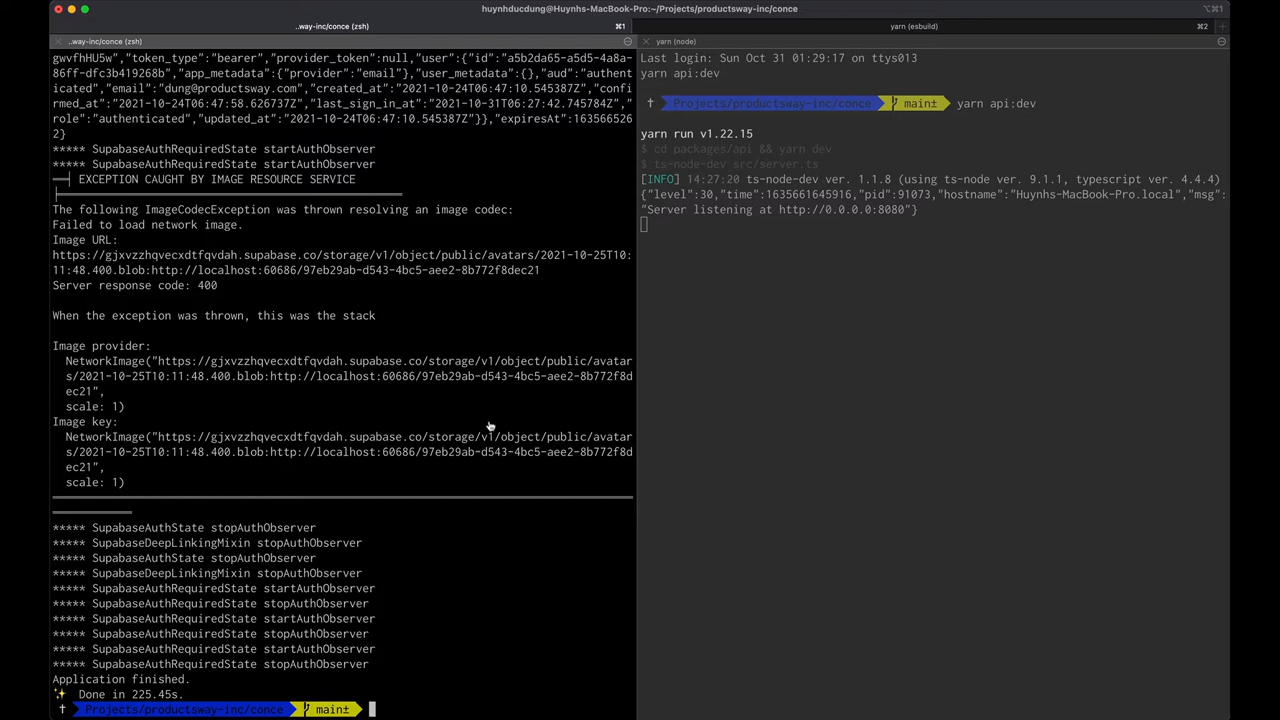 huynhducdung@Huynhs-MacBook-Pro:~/Projects/productsway-inc/conce
⌥⌘1
..way-inc/conce (zsh)
⌘1
yarn (esbuild)
⌘2
..way-inc/conce (zsh)
gwvfhHU5w","token_type":"bearer","provider_token":null,"user":{"id":"a5b2da65-a5d5-4a8a-
86ff-dfc3b419268b","app_metadata":{"provider":"email"},"user_metadata":{},"aud":"authent
icated","email":"dung@productsway.com","created_at":"2021-10-24T06:47:10.545387Z","confi
rmed_at":"2021-10-24T06:47:58.626737Z","last_sign_in_at":"2021-10-31T06:27:42.745784Z","
role":"authenticated","updated_at":"2021-10-24T06:47:10.545387Z"}},"expiresAt":163566526
2}
***** SupabaseAuthRequiredState startAuthObserver
***** SupabaseAuthRequiredState startAuthObserver
══╡ EXCEPTION CAUGHT BY IMAGE RESOURCE SERVICE
╞════════════════════════════════════════════════════
The following ImageCodecException was thrown resolving an image codec:
Failed to load network image.
Image URL:
https://gjxvzzhqvecxdtfqvdah.supabase.co/storage/v1/object/public/avatars/2021-10-25T10:
11:48.400.blob:http://localhost:60686/97eb29ab-d543-4bc5-aee2-8b772f8dec21
Server response code: 400
When the exception was thrown, this was the stack
Image provider:
NetworkImage("https://gjxvzzhqvecxdtfqvdah.supabase.co/storage/v1/object/public/avatar
s/2021-10-25T10:11:48.400.blob:http://localhost:60686/97eb29ab-d543-4bc5-aee2-8b772f8d
ec21",
scale: 1)
Image key:
NetworkImage("https://gjxvzzhqvecxdtfqvdah.supabase.co/storage/v1/object/public/avatar
s/2021-10-25T10:11:48.400.blob:http://localhost:60686/97eb29ab-d543-4bc5-aee2-8b772f8d
ec21",
scale: 1)
***** SupabaseAuthState stopAuthObserver
***** SupabaseDeepLinkingMixin stopAuthObserver
***** SupabaseAuthState stopAuthObserver
***** SupabaseDeepLinkingMixin stopAuthObserver
***** SupabaseAuthRequiredState startAuthObserver
***** SupabaseAuthRequiredState stopAuthObserver
***** SupabaseAuthRequiredState startAuthObserver
***** SupabaseAuthRequiredState stopAuthObserver
***** SupabaseAuthRequiredState startAuthObserver
***** SupabaseAuthRequiredState stopAuthObserver
Application finished.
✨ Done in 225.45s.
† Projects/productsway-inc/conce main±
yarn (node)
Last login: Sun Oct 31 01:29:17 on ttys013
yarn api:dev
† Projects/productsway-inc/conce main± yarn api:dev
yarn run v1.22.15
$ cd packages/api && yarn dev
$ ts-node-dev src/server.ts
[INFO] 14:27:20 ts-node-dev ver. 1.1.8 (using ts-node ver. 9.1.1, typescript ver. 4.4.4)
{"level":30,"time":1635661645916,"pid":91073,"hostname":"Huynhs-MacBook-Pro.local","msg":
"Server listening at http://0.0.0.0:8080"}